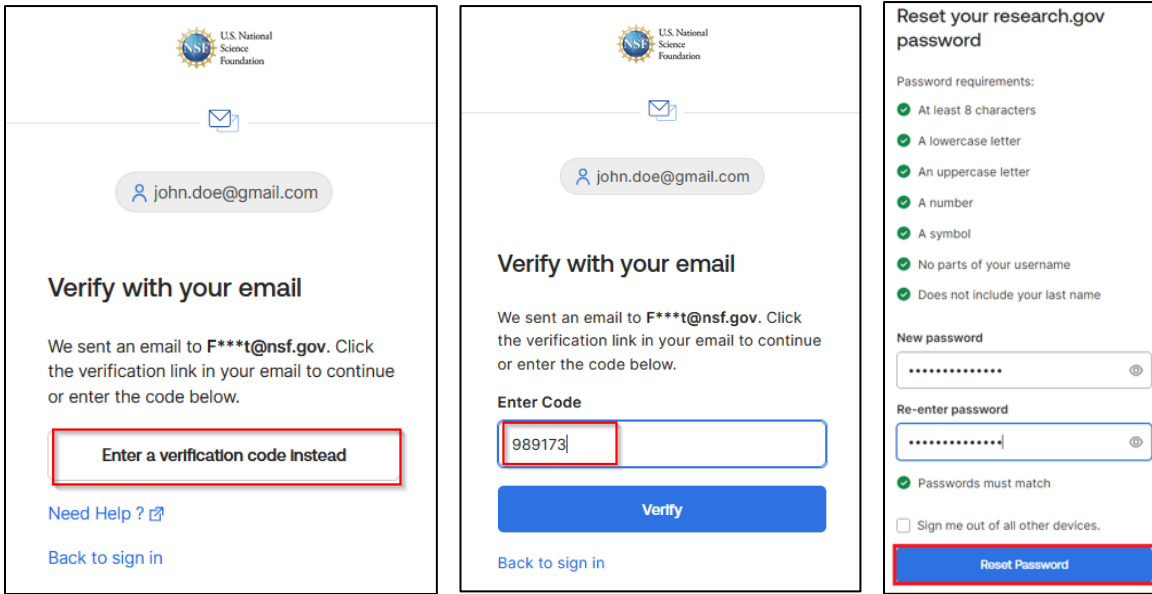 NSF
U.S. National
Science
Foundation
john.doe@gmail.com
Verify with your email
We sent an email to F***t@nsf.gov. Click
the verification link in your email to continue
or enter the code below.
Enter a verification code instead
Need Help ?
Back to sign in
NSF
U.S. National
Science
Foundation
john.doe@gmail.com
Verify with your email
We sent an email to F***t@nsf.gov. Click
the verification link in your email to continue
or enter the code below.
Enter Code
989173
Verify
Back to sign in
Reset your research.gov
password
Password requirements:
At least 8 characters
A lowercase letter
An uppercase letter
A number
A symbol
No parts of your username
Does not include your last name
New password
••••••••••••••
Re-enter password
••••••••••••••
Passwords must match
Sign me out of all other devices.
Reset Password